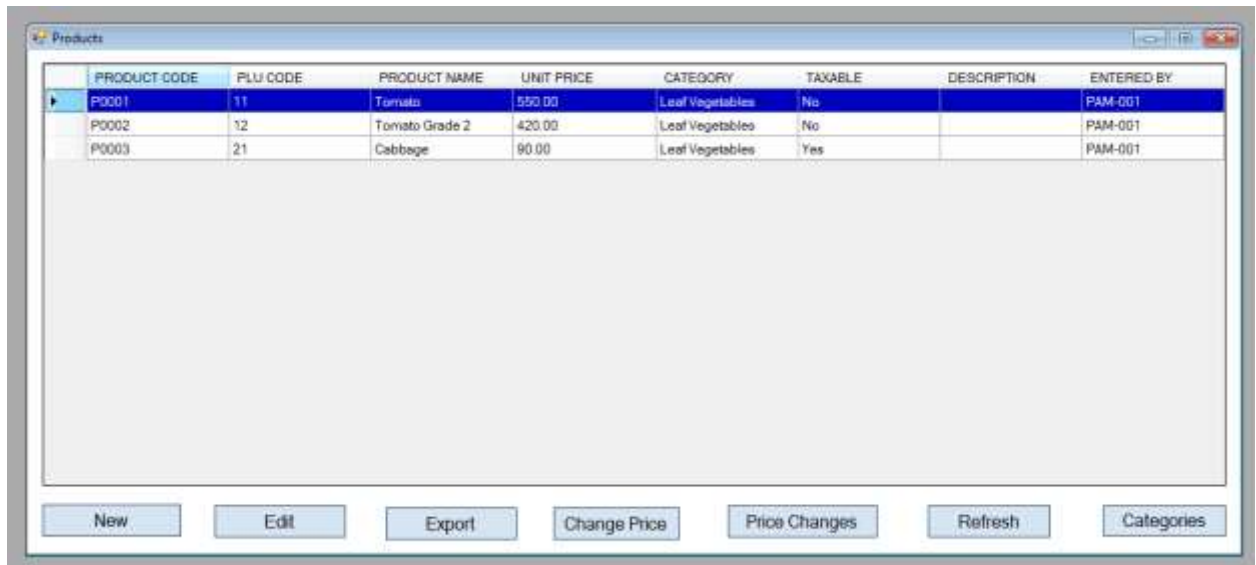 Products
PRODUCT CODE PLU CODE PRODUCT NAME UNIT PRICE CATEGORY TAXABLE DESCRIPTION ENTERED BY
P0001 11 Tomato 550.00 Leaf Vegetables No PAM-001
P0002 12 Tomato Grade 2 420.00 Leaf Vegetables No PAM-001
P0003 21 Cabbage 90.00 Leaf Vegetables Yes PAM-001
New Edit Export Change Price Price Changes Refresh Categories